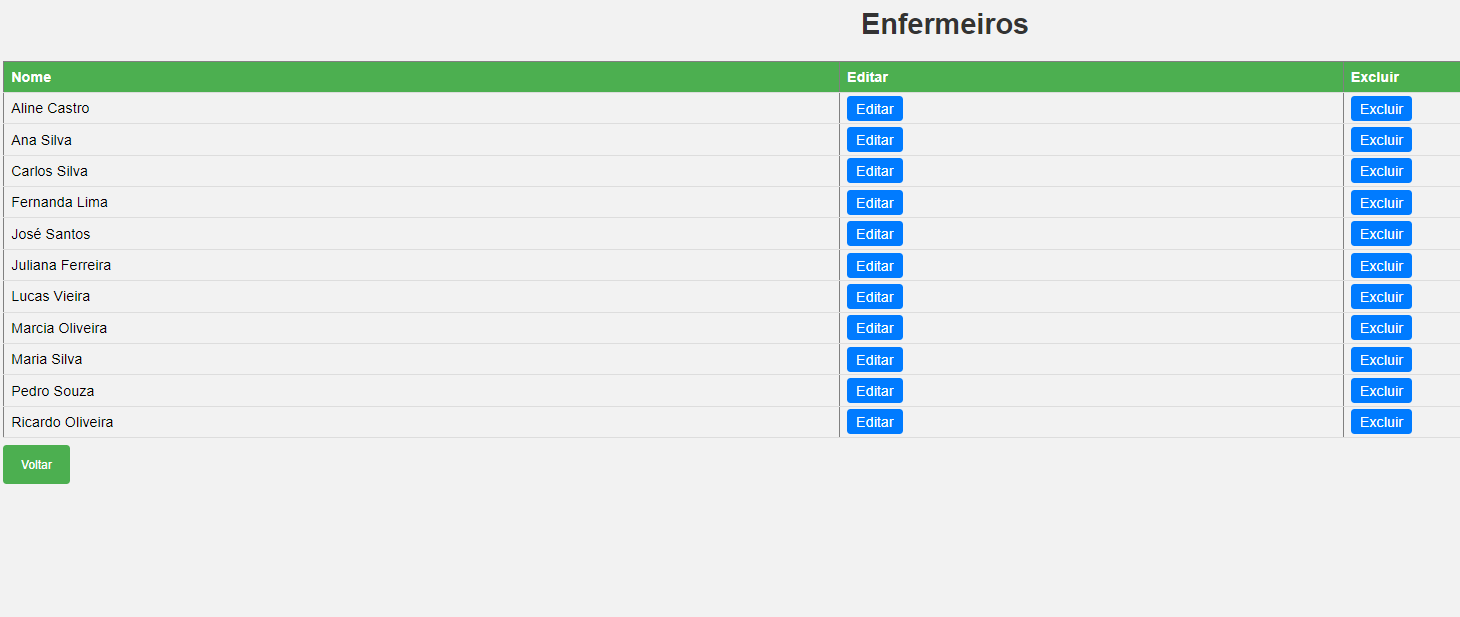 Enfermeiros
Nome Editar Excluir
Aline Castro Editar Excluir
Ana Silva Editar Excluir
Carlos Silva Editar Excluir
Fernanda Lima Editar Excluir
José Santos Editar Excluir
Juliana Ferreira Editar Excluir
Lucas Vieira Editar Excluir
Marcia Oliveira Editar Excluir
Maria Silva Editar Excluir
Pedro Souza Editar Excluir
Ricardo Oliveira Editar Excluir
Voltar